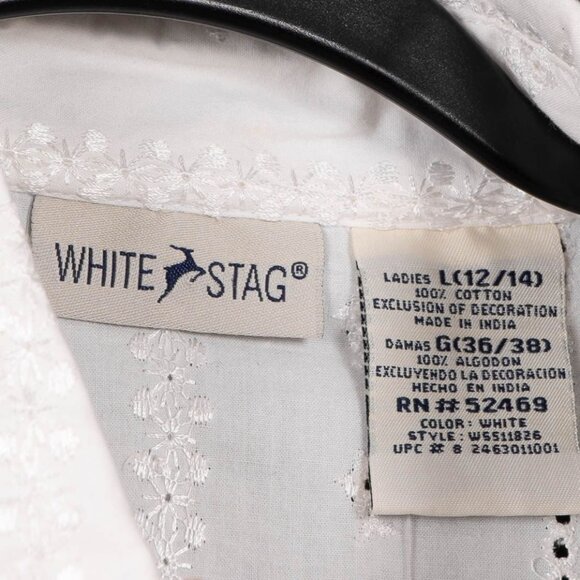 WHITE STAG®
LADIES L(12/14)
100% COTTON
EXCLUSION OF DECORATION
MADE IN INDIA
DAMAS G(36/38)
100% ALGODON
EXCLUYENDO LA DECORACION
HECHO EN INDIA
RN # 52469
COLOR: WHITE
STYLE: WSS11826
UPC # 8 2463011001